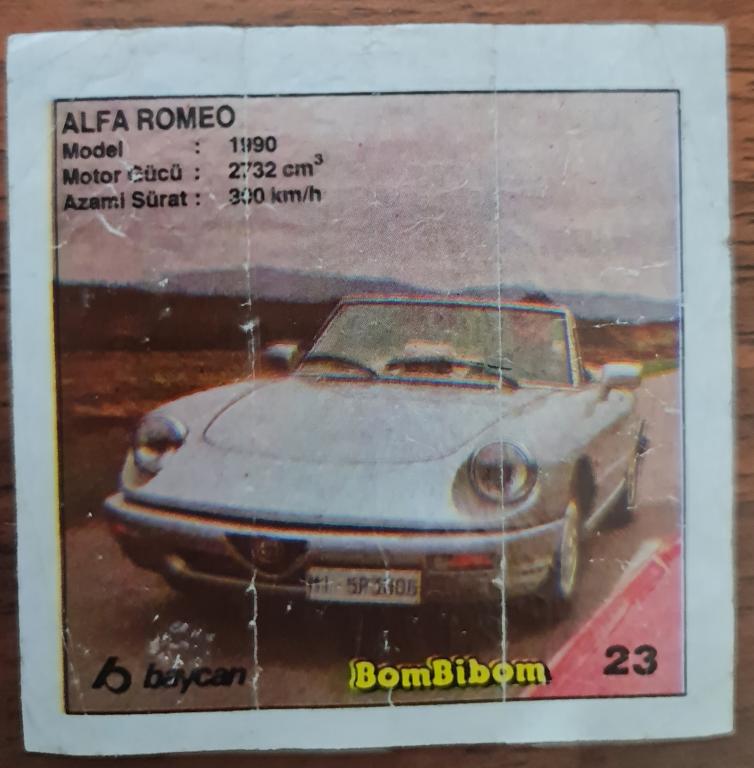 ALFA ROMEO
Model : 1990
Motor Gücü : 2732 cm³
Azami Sürat : 300 km/h
baycan
BomBibom
23